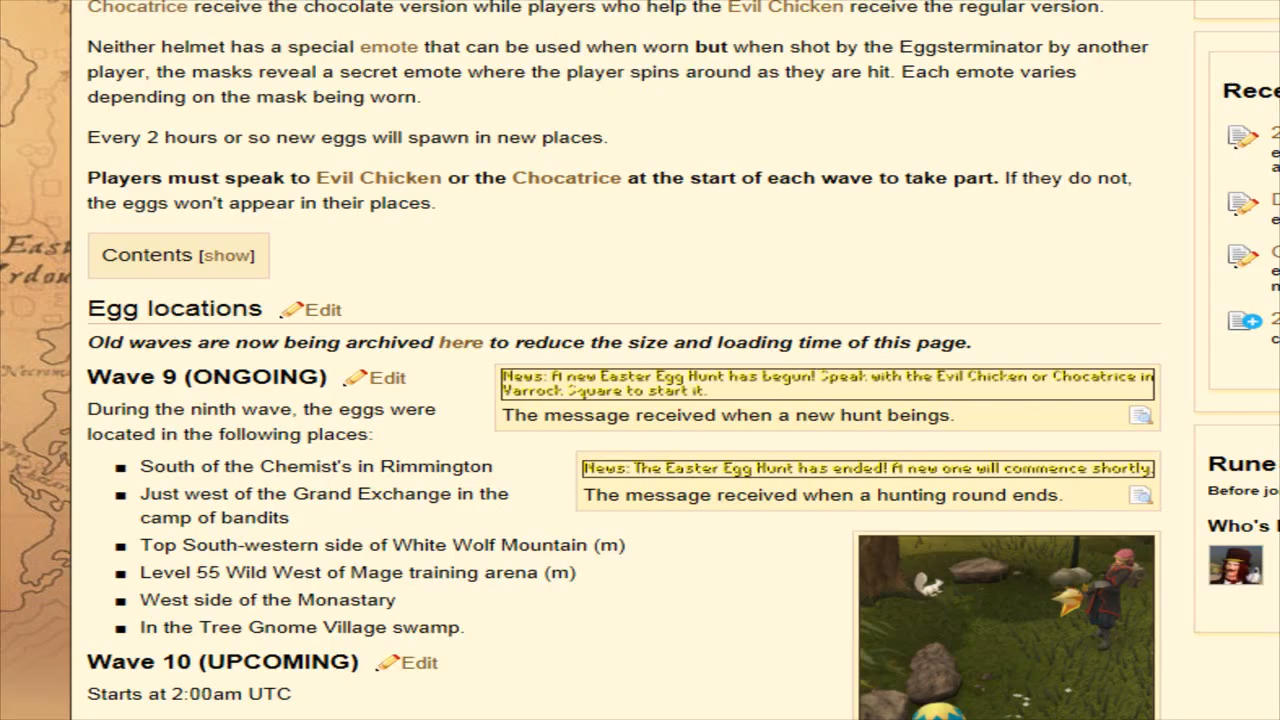 Chocatrice receive the chocolate version while players who help the Evil Chicken receive the regular version.
Neither helmet has a special emote that can be used when worn but when shot by the Eggsterminator by another
player, the masks reveal a secret emote where the player spins around as they are hit. Each emote varies
depending on the mask being worn.
Every 2 hours or so new eggs will spawn in new places.
Players must speak to Evil Chicken or the Chocatrice at the start of each wave to take part. If they do not,
the eggs won't appear in their places.
Contents [show]
Egg locations Edit
Old waves are now being archived here to reduce the size and loading time of this page.
Wave 9 (ONGOING) Edit
During the ninth wave, the eggs were
located in the following places:
South of the Chemist's in Rimmington
Just west of the Grand Exchange in the
camp of bandits
Top South-western side of White Wolf Mountain (m)
Level 55 Wild West of Mage training arena (m)
West side of the Monastary
In the Tree Gnome Village swamp.
Wave 10 (UPCOMING) Edit
Starts at 2:00am UTC
News: A new Easter Egg Hunt has begun! Speak with the Evil Chicken or Chocatrice in
Varrock Square to start it.
The message received when a new hunt beings.
News: The Easter Egg Hunt has ended! A new one will commence shortly.
The message received when a hunting round ends.
Rece
2
Rune
Before jo
Who's
East